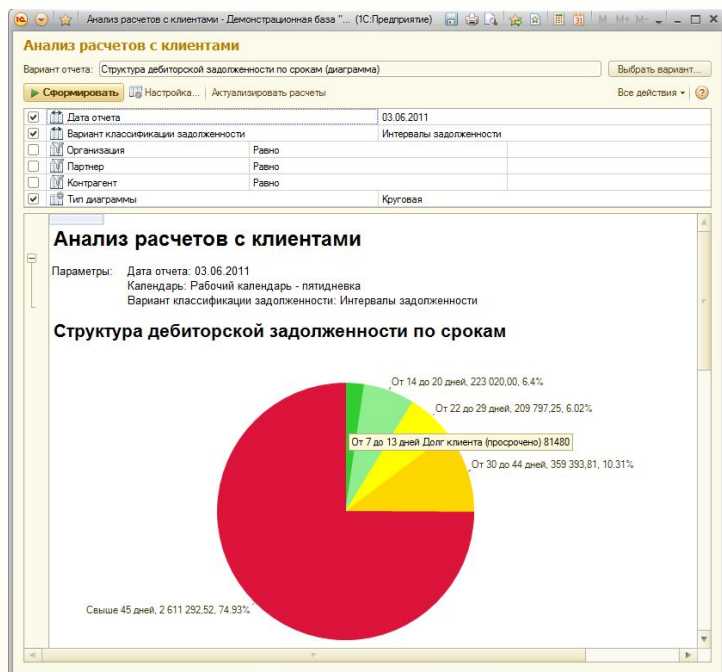 Анализ расчетов с клиентами - Демонстрационная база "... (1С:Предприятие) M M+ M-
Анализ расчетов с клиентами
Вариант отчета: Структура дебиторской задолженности по срокам (диаграмма) Выбрать вариант...
Сформировать Настройка... Актуализировать расчеты Все действия
Дата отчета 03.06.2011
Вариант классификации задолженности Интервалы задолженности
Организация Равно
Партнер Равно
Контрагент Равно
Тип диаграммы Круговая
Анализ расчетов с клиентами
Параметры: Дата отчета: 03.06.2011
Календарь: Рабочий календарь - пятидневка
Вариант классификации задолженности: Интервалы задолженности
Структура дебиторской задолженности по срокам
От 14 до 20 дней, 223 020,00, 6.4%
От 22 до 29 дней, 209 797,25, 6.02%
От 7 до 13 дней Долг клиента (просрочено) 81480
От 30 до 44 дней, 359 393,81, 10.31%
Свыше 45 дней, 2 611 292,52, 74.93%